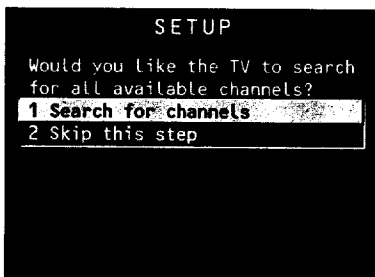 SETUP
Would you like the TV to search
for all available channels?
1 Search for channels
2 Skip this step